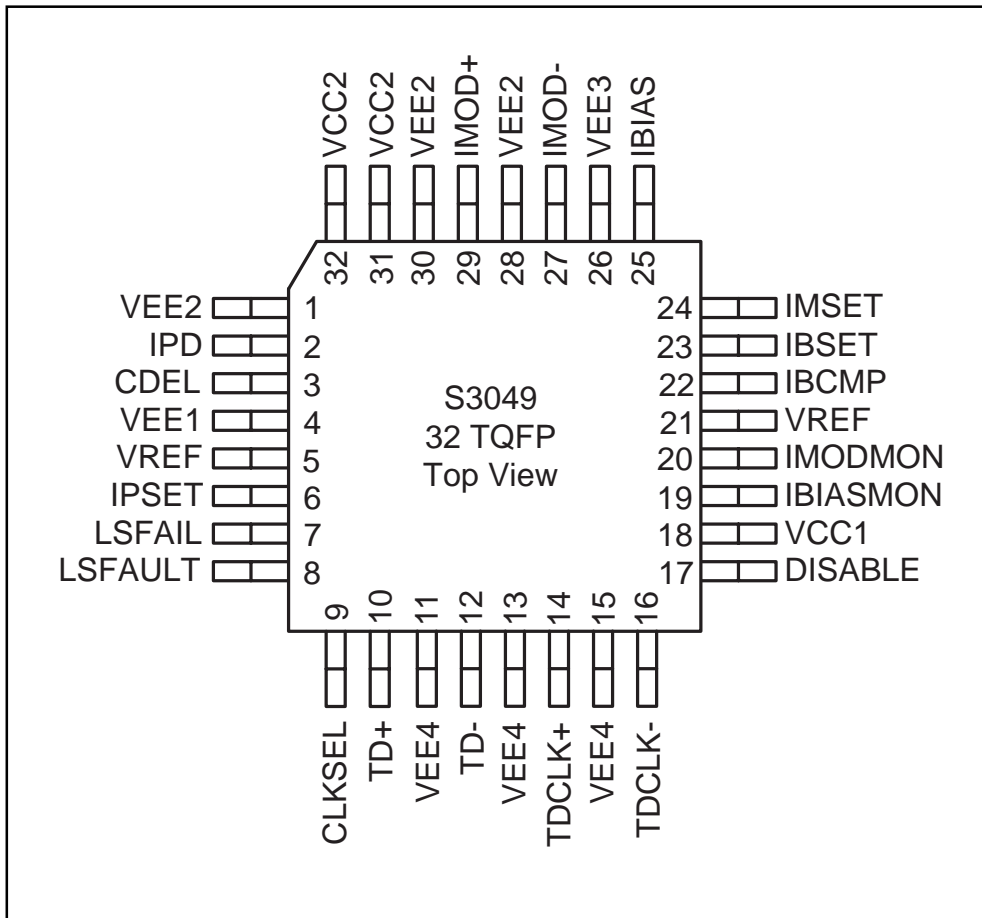 VCC2
VCC2
VEE2
IMOD+
VEE2
IMOD-
VEE3
IBIAS
32
31
30
29
28
27
26
25
VEE2 1
IPD 2
CDEL 3
VEE1 4
VREF 5
IPSET 6
LSFAIL 7
LSFAULT 8
S3049
32 TQFP
Top View
24 IMSET
23 IBSET
22 IBCMP
21 VREF
20 IMODMON
19 IBIASMON
18 VCC1
17 DISABLE
9
10
11
12
13
14
15
16
CLKSEL
TD+
VEE4
TD-
VEE4
TDCLK+
VEE4
TDCLK-